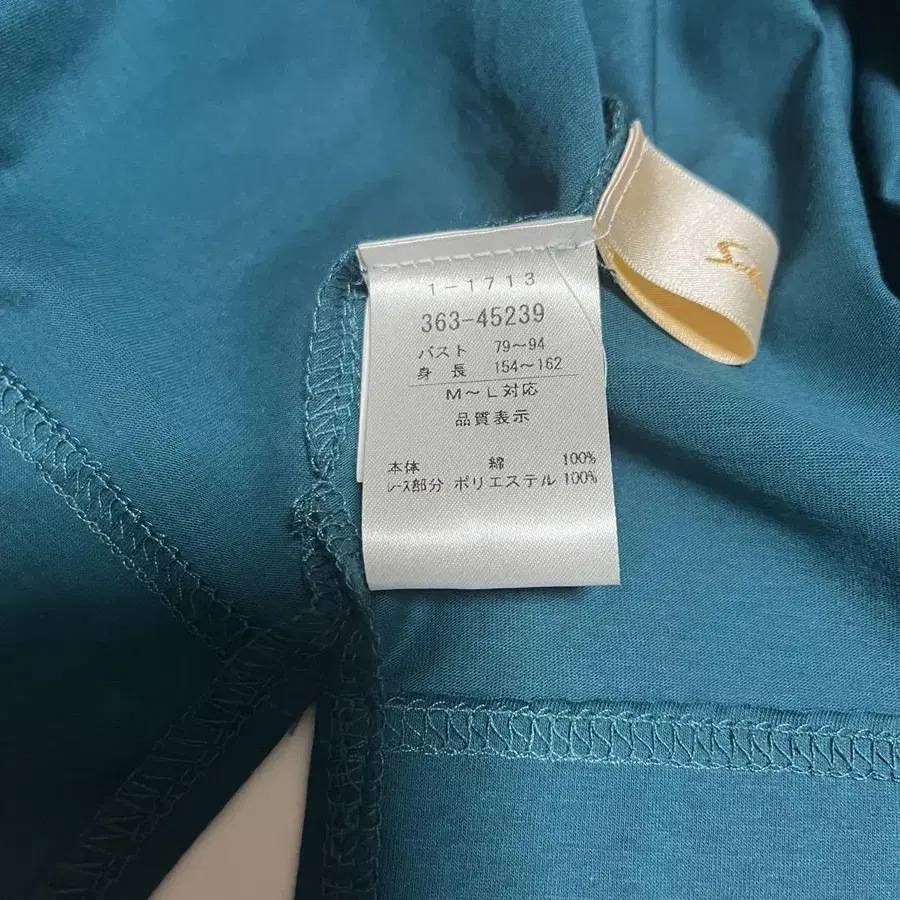 1-1713
363-45239
バスト 79～94
身長 154～162
M～L対応
品質表示
本体 綿 100%
レース部分 ポリエステル 100%